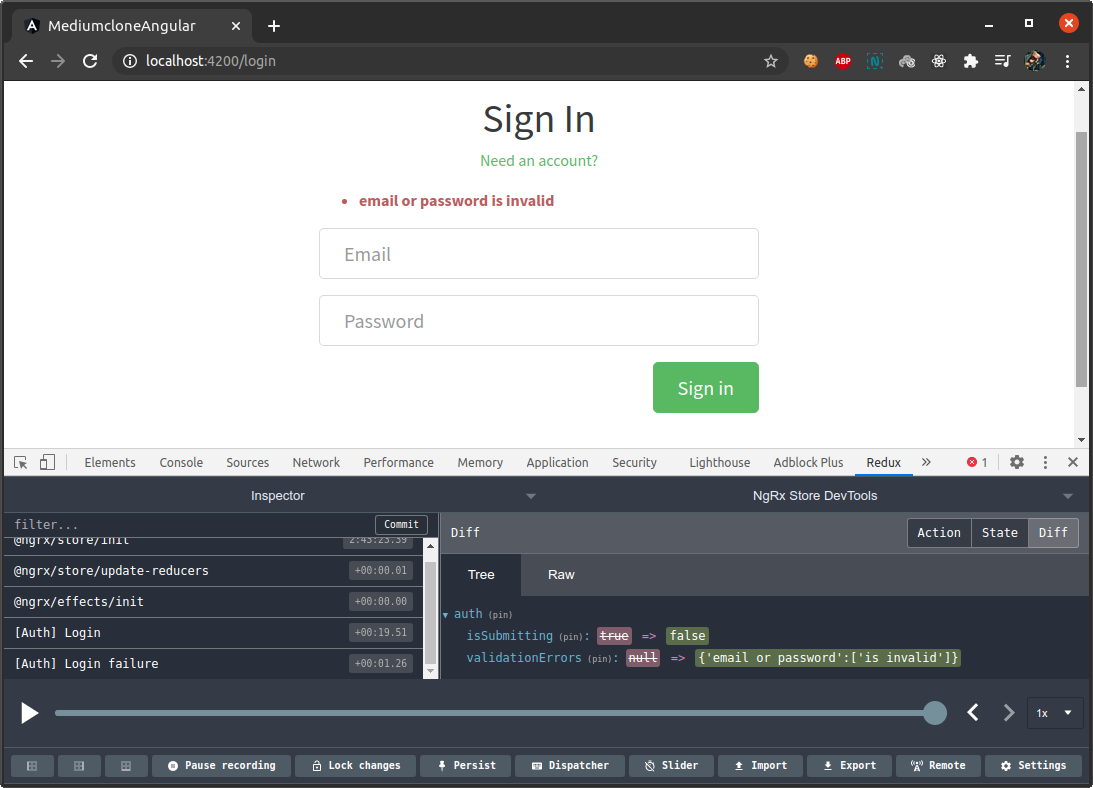 MediumcloneAngular
localhost:4200/login
ABP
N
Sign In
Need an account?
• email or password is invalid
Email
Password
Sign in
Elements Console Sources Network Performance Memory Application Security Lighthouse Adblock Plus Redux » 1
Inspector NgRx Store DevTools
filter... Commit Diff Action State Diff
@ngrx/store/init 2:43:23.39
Tree Raw
@ngrx/store/update-reducers +00:00.01
@ngrx/effects/init +00:00.00
[Auth] Login +00:19.51
[Auth] Login failure +00:01.26
auth (pin)
isSubmitting (pin): true => false
validationErrors (pin): null => {'email or password':['is invalid']}
1x
Pause recording Lock changes Persist Dispatcher Slider Import Export Remote Settings